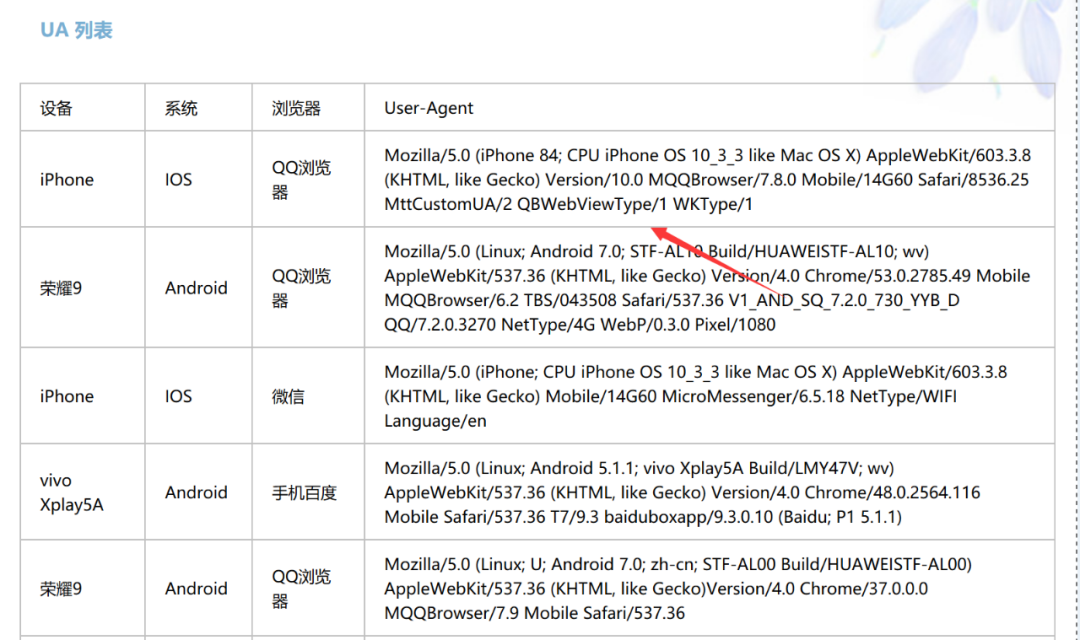 UA 列表
设备 系统 浏览器 User-Agent
iPhone IOS QQ浏览
器
Mozilla/5.0 (iPhone 84; CPU iPhone OS 10_3_3 like Mac OS X) AppleWebKit/603.3.8
(KHTML, like Gecko) Version/10.0 MQQBrowser/7.8.0 Mobile/14G60 Safari/8536.25
MttCustomUA/2 QBWebViewType/1 WKType/1
荣耀9 Android QQ浏览
器
Mozilla/5.0 (Linux; Android 7.0; STF-AL10 Build/HUAWEISTF-AL10; wv)
AppleWebKit/537.36 (KHTML, like Gecko) Version/4.0 Chrome/53.0.2785.49 Mobile
MQQBrowser/6.2 TBS/043508 Safari/537.36 V1_AND_SQ_7.2.0_730_YYB_D
QQ/7.2.0.3270 NetType/4G WebP/0.3.0 Pixel/1080
iPhone IOS 微信
Mozilla/5.0 (iPhone; CPU iPhone OS 10_3_3 like Mac OS X) AppleWebKit/603.3.8
(KHTML, like Gecko) Mobile/14G60 MicroMessenger/6.5.18 NetType/WIFI
Language/en
vivo
Xplay5A
Android 手机百度
Mozilla/5.0 (Linux; Android 5.1.1; vivo Xplay5A Build/LMY47V; wv)
AppleWebKit/537.36 (KHTML, like Gecko) Version/4.0 Chrome/48.0.2564.116
Mobile Safari/537.36 T7/9.3 baiduboxapp/9.3.0.10 (Baidu; P1 5.1.1)
荣耀9 Android QQ浏览
器
Mozilla/5.0 (Linux; U; Android 7.0; zh-cn; STF-AL00 Build/HUAWEISTF-AL00)
AppleWebKit/537.36 (KHTML, like Gecko)Version/4.0 Chrome/37.0.0.0
MQQBrowser/7.9 Mobile Safari/537.36